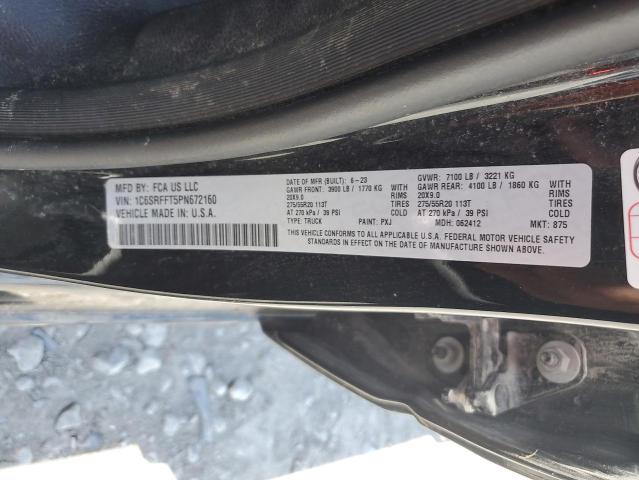 MFD BY: FCA US LLC
VIN: 1C6SRFFT5PN672160
VEHICLE MADE IN U.S.A.
DATE OF MFR (BUILT): 6-23
GAWR FRONT: 3900 LB / 1770 KG WITH
20X9.0 RIMS
275/55R20 113T TIRES
AT 270 kPa / 39 PSI
TYPE: TRUCK PXJ
GVWR: 7100 LB / 3221 KG
GAWR REAR: 4100 LB / 1860 KG WITH
20X9.0 RIMS
275/55R20 113T TIRES
AT 270 kPa / 39 PSI
MDH: 062412 MKT: 875
THIS VEHICLE CONFORMS TO ALL APPLICABLE U.S.A. FEDERAL MOTOR VEHICLE SAFETY
STANDARDS IN EFFECT ON THE DATE OF MANUFACTURE SHOWN ABOVE.